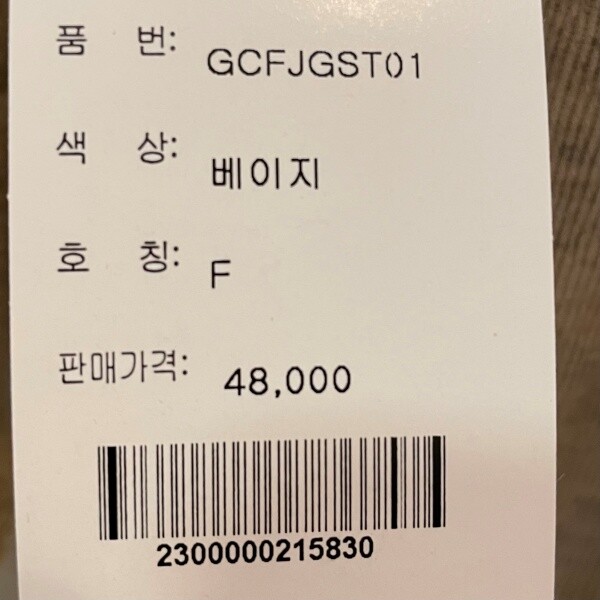 품 번: GCFJGST01
색 상: 베이지
호 칭: F
판매가격: 48,000
2300000215830